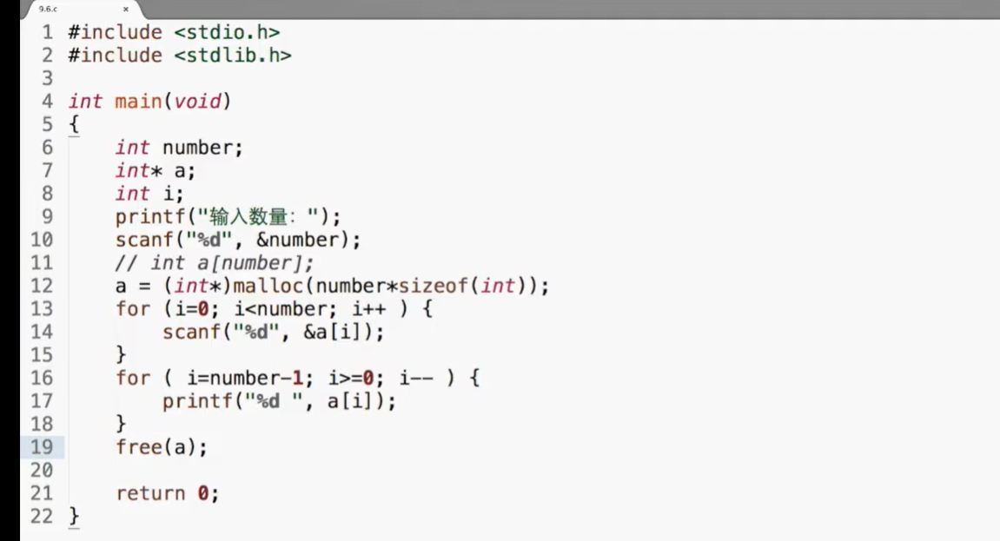 9.6.c ×
1 #include <stdio.h>
2 #include <stdlib.h>
3
4 int main(void)
5 {
6     int number;
7     int* a;
8     int i;
9     printf("输入数量：");
10     scanf("%d", &number);
11     // int a[number];
12     a = (int*)malloc(number*sizeof(int));
13     for (i=0; i<number; i++ ) {
14         scanf("%d", &a[i]);
15     }
16     for ( i=number-1; i>=0; i-- ) {
17         printf("%d ", a[i]);
18     }
19     free(a);
20
21     return 0;
22 }